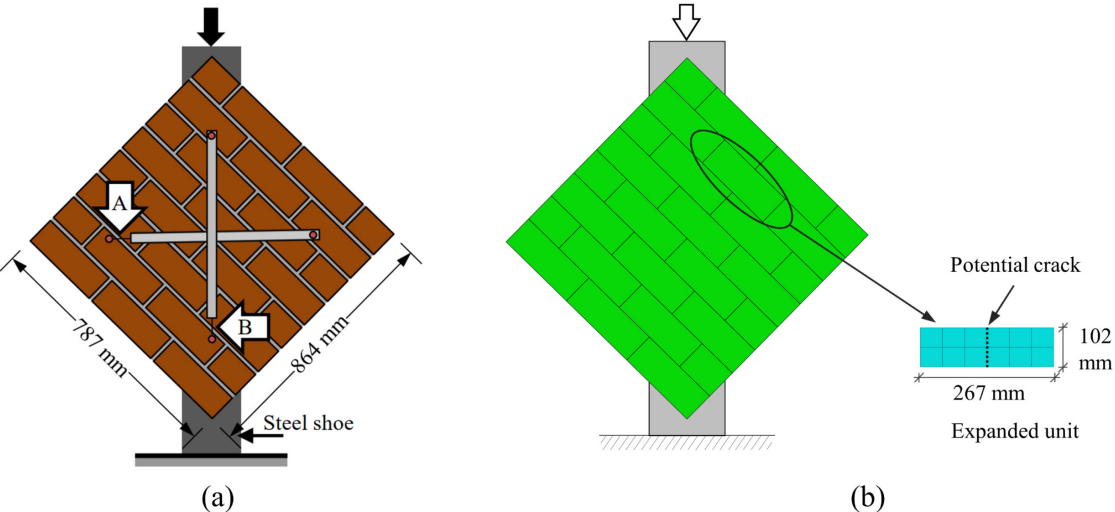 A
B
787 mm
864 mm
Steel shoe
(a)
Potential crack
102
mm
267 mm
Expanded unit
(b)